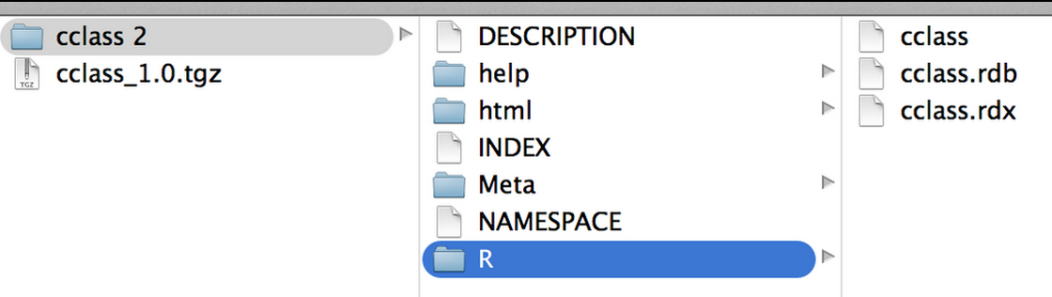 cclass 2
cclass_1.0.tgz
TGZ
DESCRIPTION
help
html
INDEX
Meta
NAMESPACE
R
cclass
cclass.rdb
cclass.rdx